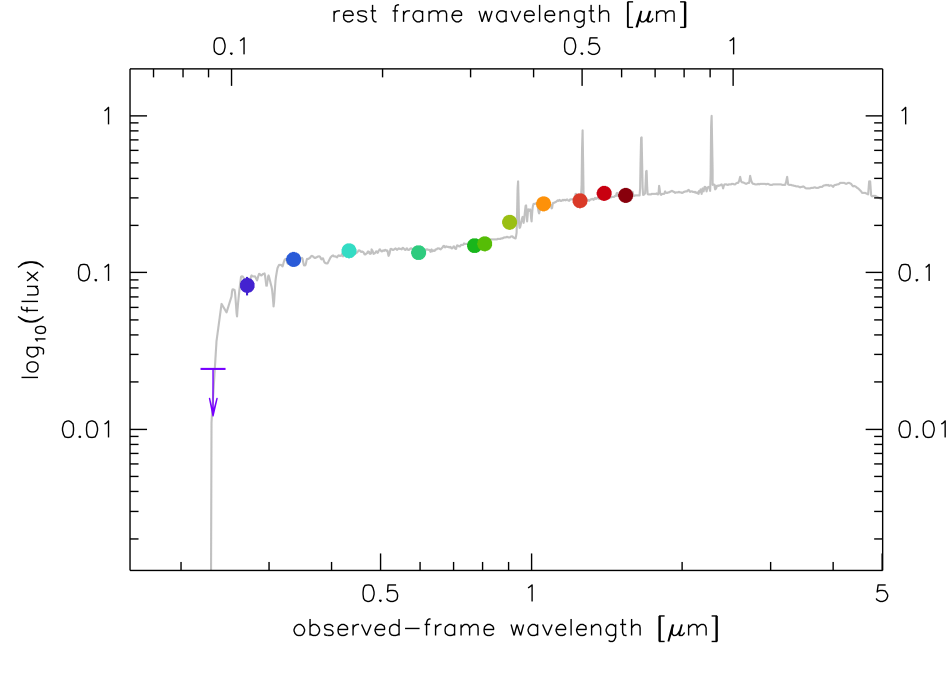 rest frame wavelength [μm]
0.1 0.5 1
1 1
0.1 0.1
log10(flux)
0.01 0.01
0.5 1 5
observed-frame wavelength [μm]